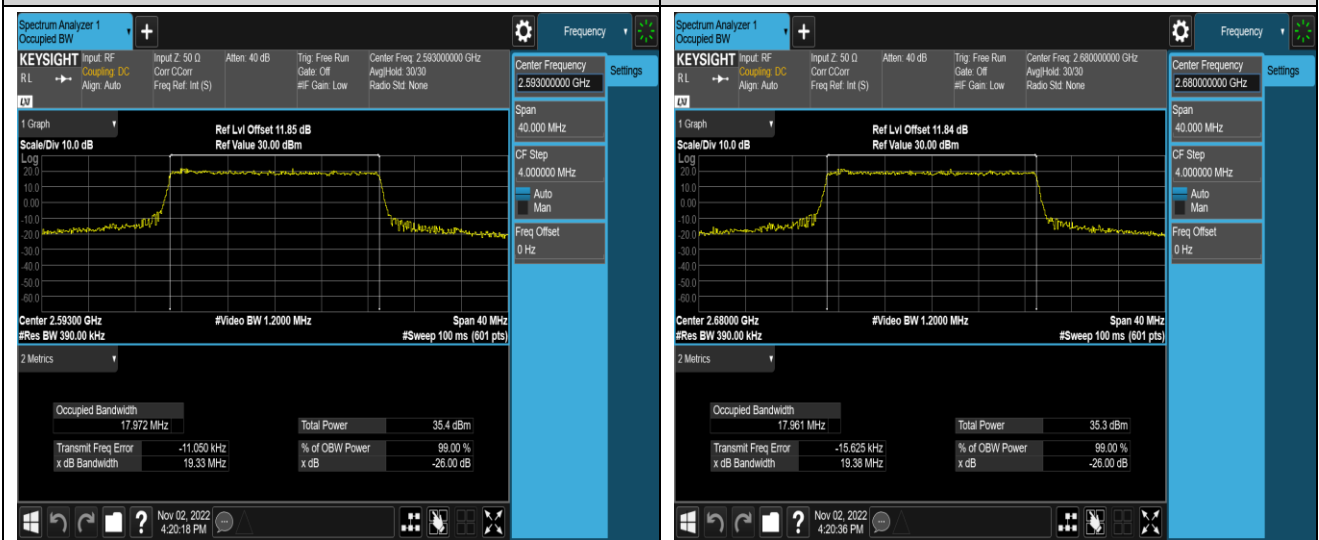 Spectrum Analyzer 1
Occupied BW
+
Frequency
KEYSIGHT
Input: RF
Coupling: DC
Align: Auto
Input Z: 50 Ω
Corr CCorr
Freq Ref: Int (S)
Atten: 40 dB
Trig: Free Run
Gate: Off
#IF Gain: Low
Center Freq: 2.593000000 GHz
Avg|Hold: 30/30
Radio Std: None
R L
LXI
Center Frequency
2.593000000 GHz
Settings
Span
40.000 MHz
CF Step
4.000000 MHz
Auto
Man
Freq Offset
0 Hz
1 Graph
Scale/Div 10.0 dB
Ref Lvl Offset 11.85 dB
Ref Value 30.00 dBm
Log
20.0
10.0
0.00
-10.0
-20.0
-30.0
-40.0
-50.0
-60.0
Center 2.59300 GHz
#Video BW 1.2000 MHz
Span 40 MHz
#Res BW 390.00 kHz
#Sweep 100 ms (601 pts)
2 Metrics
Occupied Bandwidth
17.972 MHz
Total Power 35.4 dBm
Transmit Freq Error -11.050 kHz
% of OBW Power 99.00 %
x dB Bandwidth 19.33 MHz
x dB -26.00 dB
?
Nov 02, 2022
4:20:18 PM
Spectrum Analyzer 1
Occupied BW
+
Frequency
KEYSIGHT
Input: RF
Coupling: DC
Align: Auto
Input Z: 50 Ω
Corr CCorr
Freq Ref: Int (S)
Atten: 40 dB
Trig: Free Run
Gate: Off
#IF Gain: Low
Center Freq: 2.680000000 GHz
Avg|Hold: 30/30
Radio Std: None
R L
LXI
Center Frequency
2.680000000 GHz
Settings
Span
40.000 MHz
CF Step
4.000000 MHz
Auto
Man
Freq Offset
0 Hz
1 Graph
Scale/Div 10.0 dB
Ref Lvl Offset 11.84 dB
Ref Value 30.00 dBm
Log
20.0
10.0
0.00
-10.0
-20.0
-30.0
-40.0
-50.0
-60.0
Center 2.68000 GHz
#Video BW 1.2000 MHz
Span 40 MHz
#Res BW 390.00 kHz
#Sweep 100 ms (601 pts)
2 Metrics
Occupied Bandwidth
17.961 MHz
Total Power 35.3 dBm
Transmit Freq Error -15.625 kHz
% of OBW Power 99.00 %
x dB Bandwidth 19.38 MHz
x dB -26.00 dB
?
Nov 02, 2022
4:20:36 PM